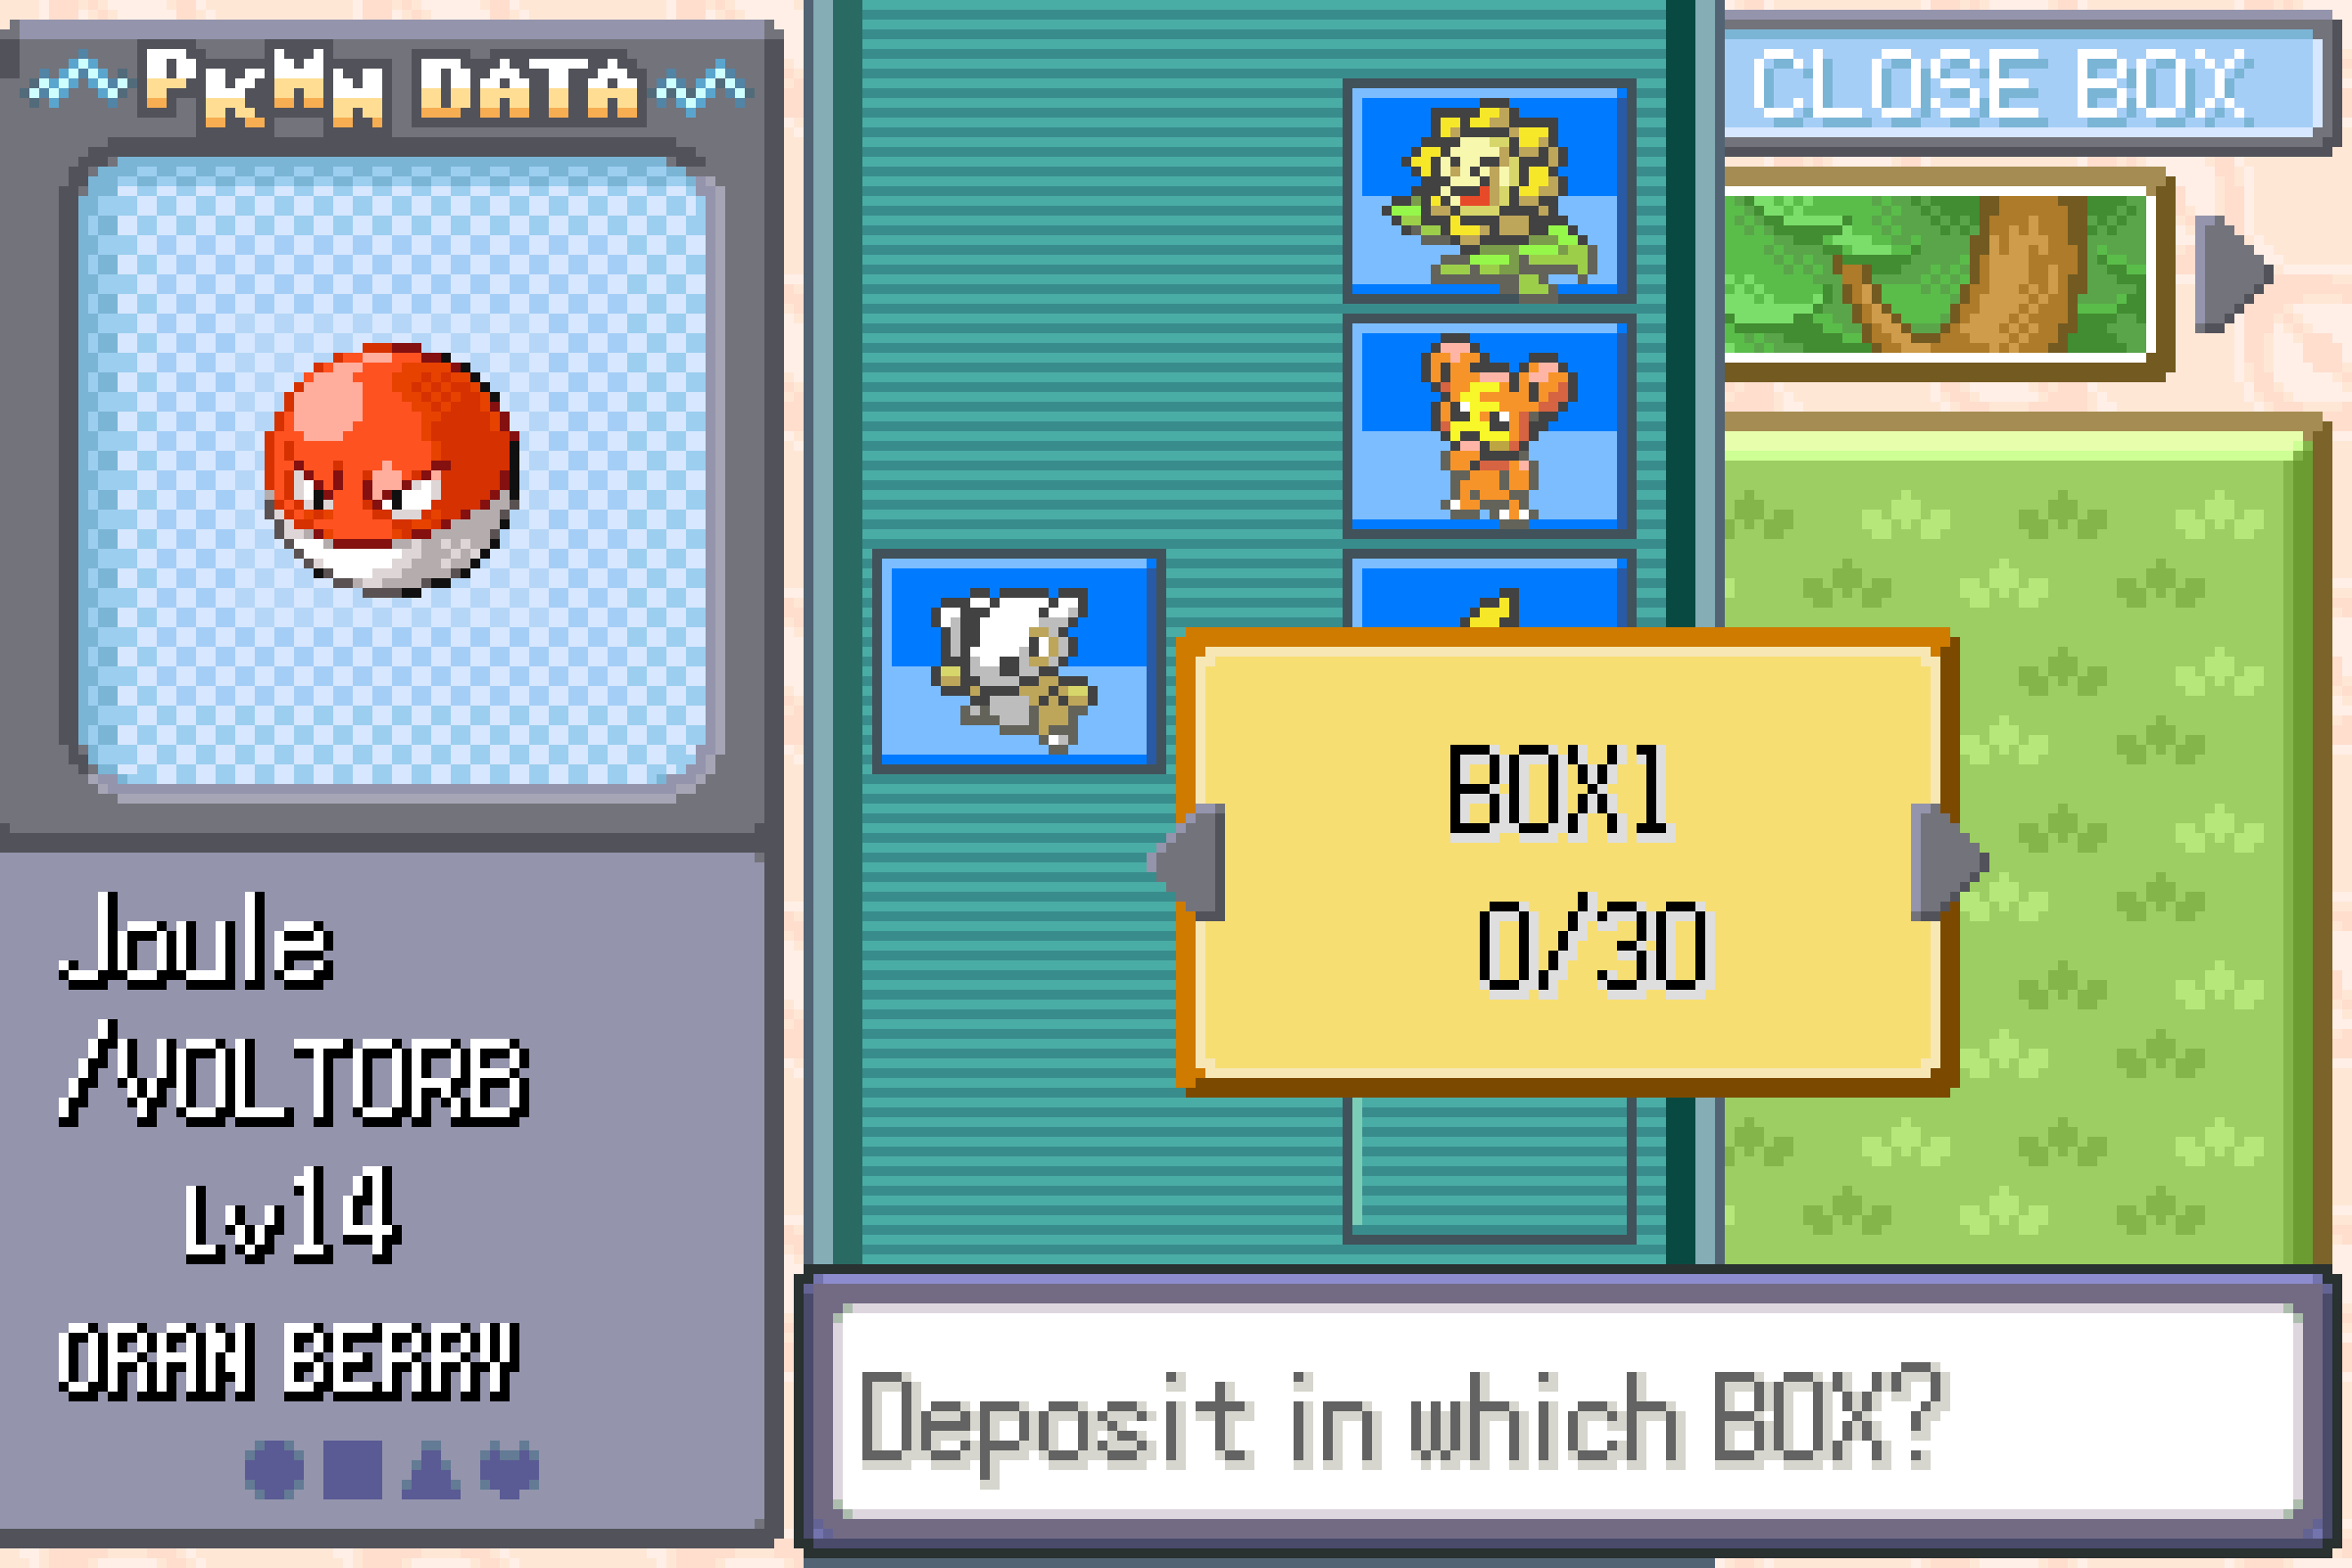 PKMN DATA
CLOSE BOX
BOX1
0/30
Joule
/VOLTORB
Lv14
ORAN BERRY
Deposit in which BOX?